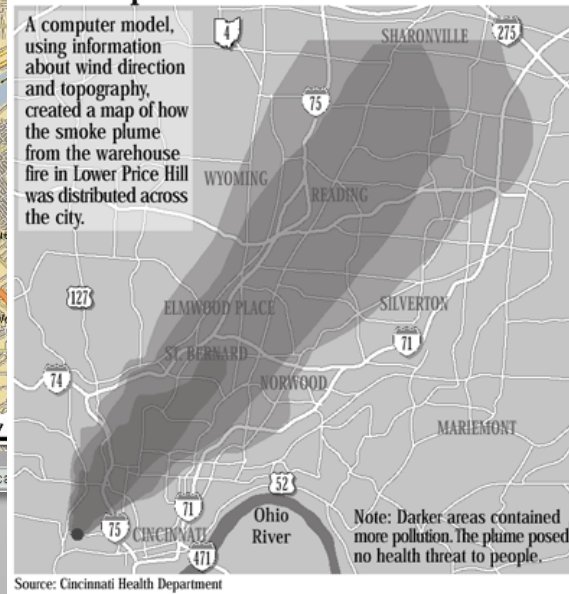 A computer model,
using information
about wind direction
and topography,
created a map of how
the smoke plume
from the warehouse
fire in Lower Price Hill
was distributed across
the city.
4
SHARONVILLE
275
75
WYOMING
READING
127
ELMWOOD PLACE
SILVERTON
ST. BERNARD
71
74
NORWOOD
MARIEMONT
52
71
75
CINCINNATI
Ohio
River
471
Note: Darker areas contained
more pollution. The plume posed
no health threat to people.
Source: Cincinnati Health Department